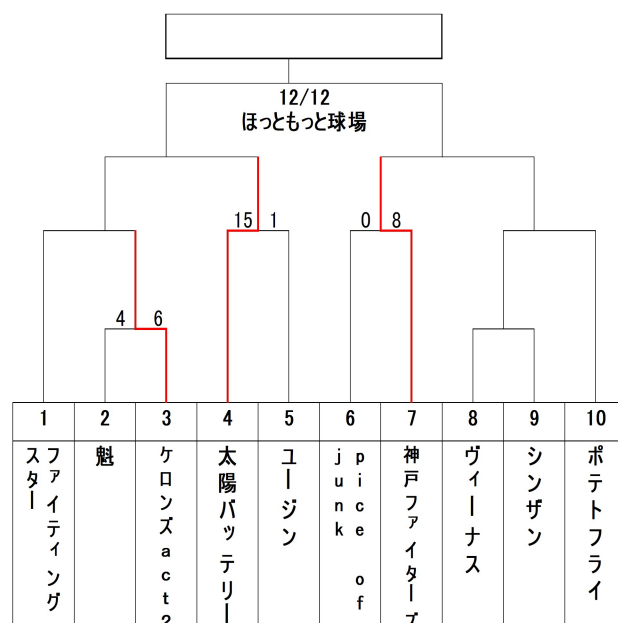 12/12
ほっともっと球場
15 1
0 8
4 6
1 2 3 4 5 6 7 8 9 10
ファイティング
スター
魁
ケロンズact2
太陽バッテリー
ユージン
pice of
junk
神戸ファイターズ
ヴィーナス
シンザン
ポテトフライ